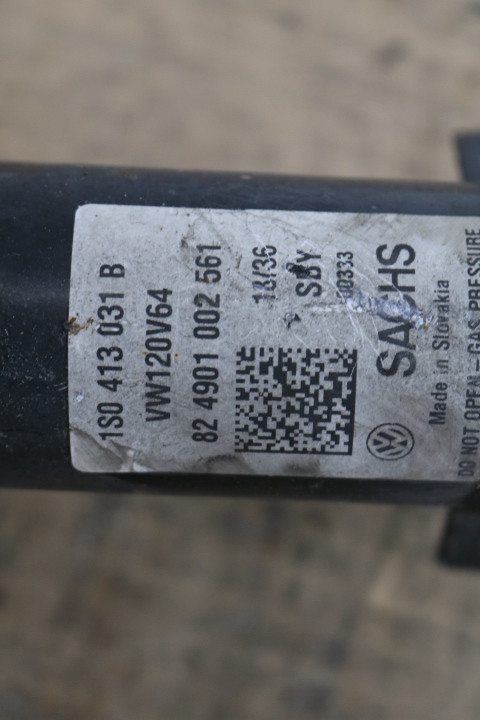 1S0 413 031 B
VW120V64
82 4901 002 561
13/36
SBY
00333
SACHS
Made in Slovakia
DO NOT OPEN-GAS PRESSURE